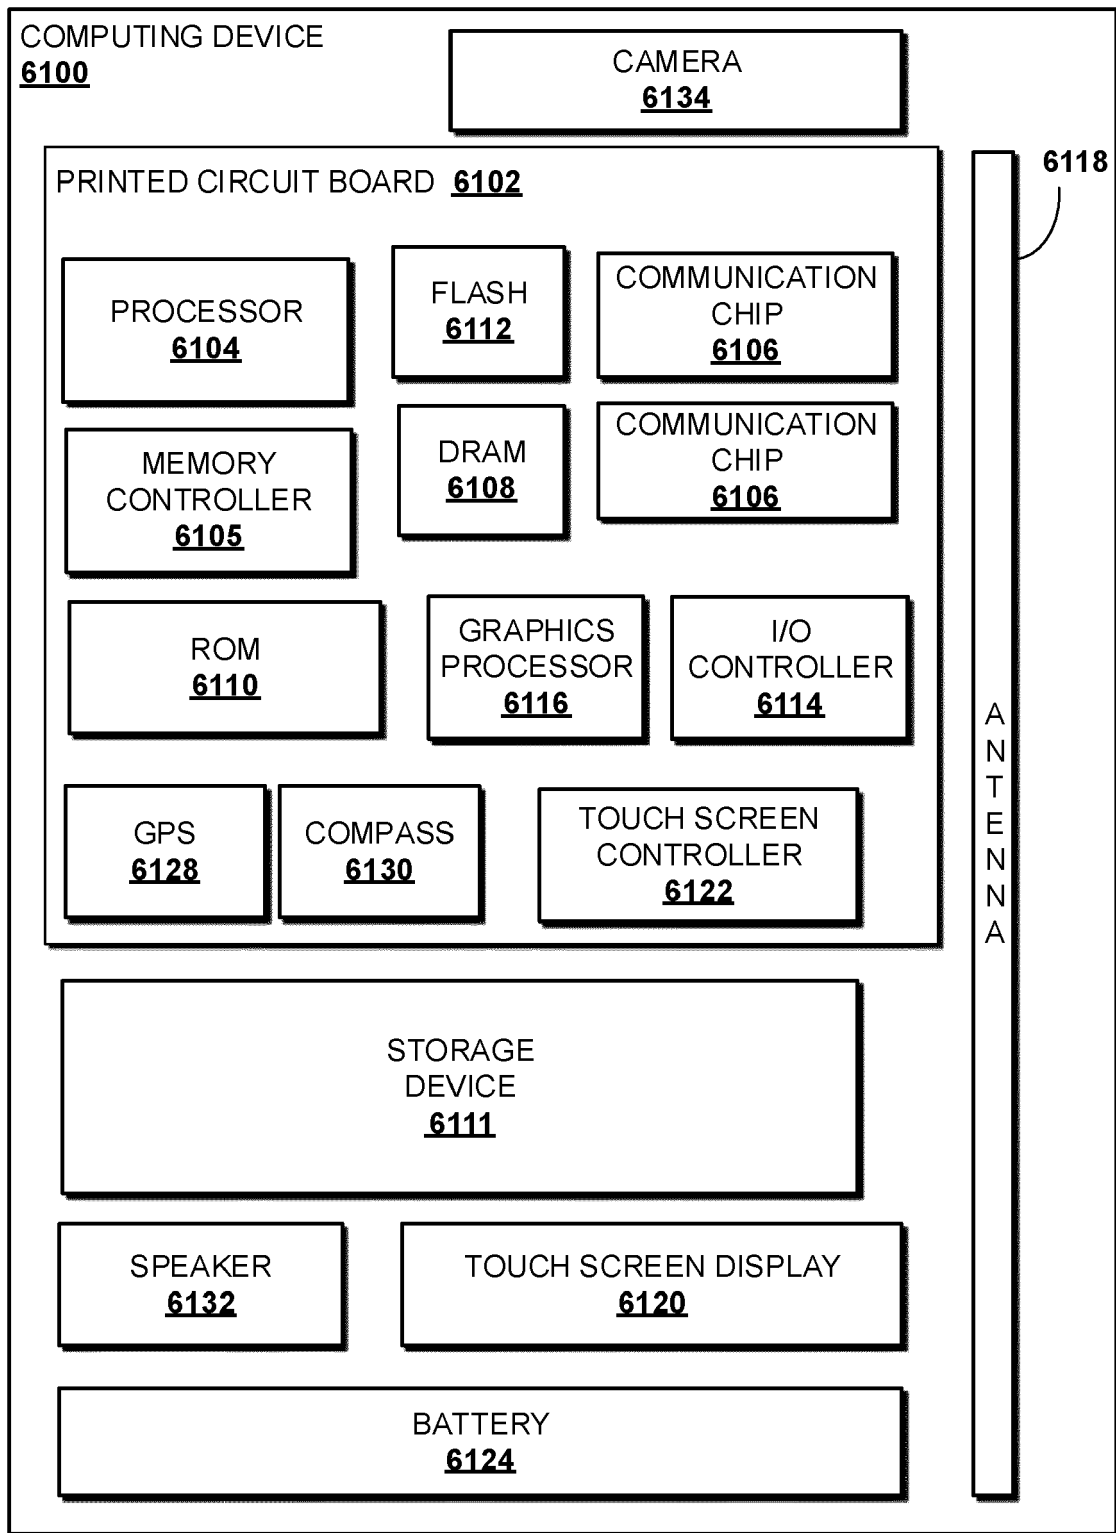 COMPUTING DEVICE
6100
CAMERA
6134
6118
PRINTED CIRCUIT BOARD 6102
PROCESSOR
6104
FLASH
6112
COMMUNICATION
CHIP
6106
MEMORY
CONTROLLER
6105
DRAM
6108
COMMUNICATION
CHIP
6106
ROM
6110
GRAPHICS
PROCESSOR
6116
I/O
CONTROLLER
6114
GPS
6128
COMPASS
6130
TOUCH SCREEN
CONTROLLER
6122
ANTENNA
STORAGE
DEVICE
6111
SPEAKER
6132
TOUCH SCREEN DISPLAY
6120
BATTERY
6124